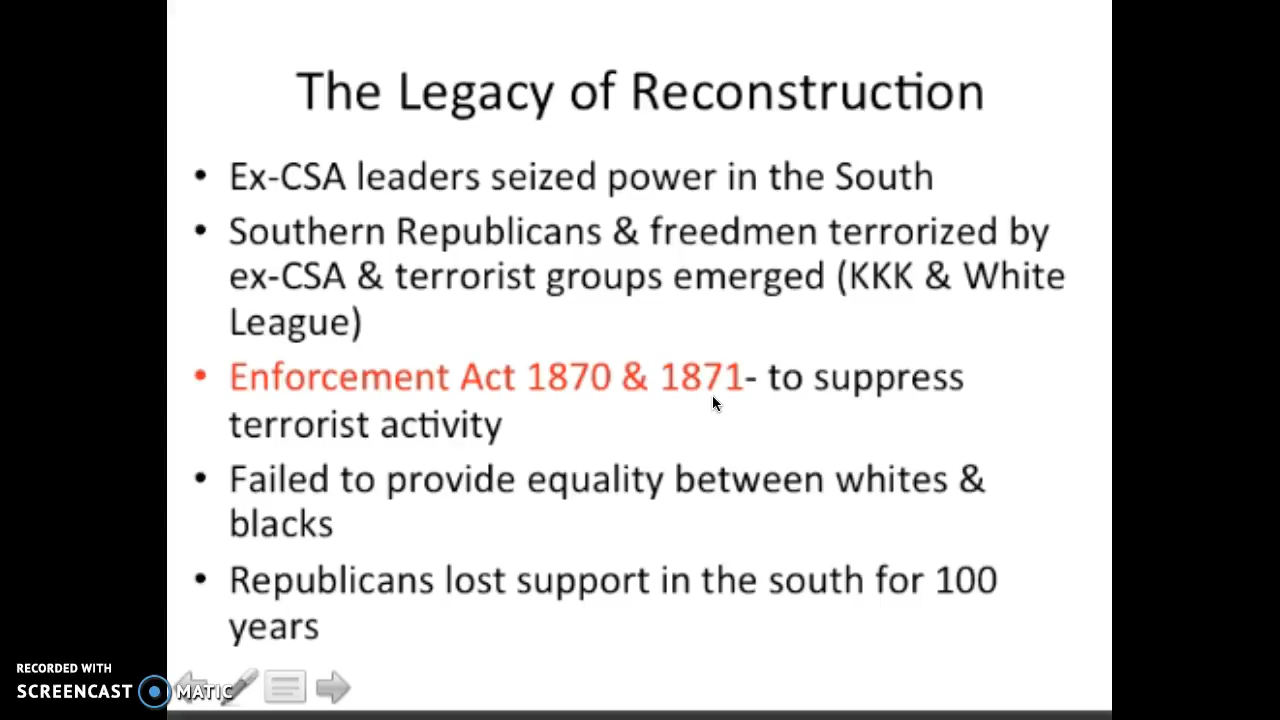 The Legacy of Reconstruction
• Ex-CSA leaders seized power in the South
• Southern Republicans & freedmen terrorized by
ex-CSA & terrorist groups emerged (KKK & White
League)
• Enforcement Act 1870 & 1871- to suppress
terrorist activity
• Failed to provide equality between whites &
blacks
• Republicans lost support in the south for 100
years
RECORDED WITH
SCREENCAST MATIC